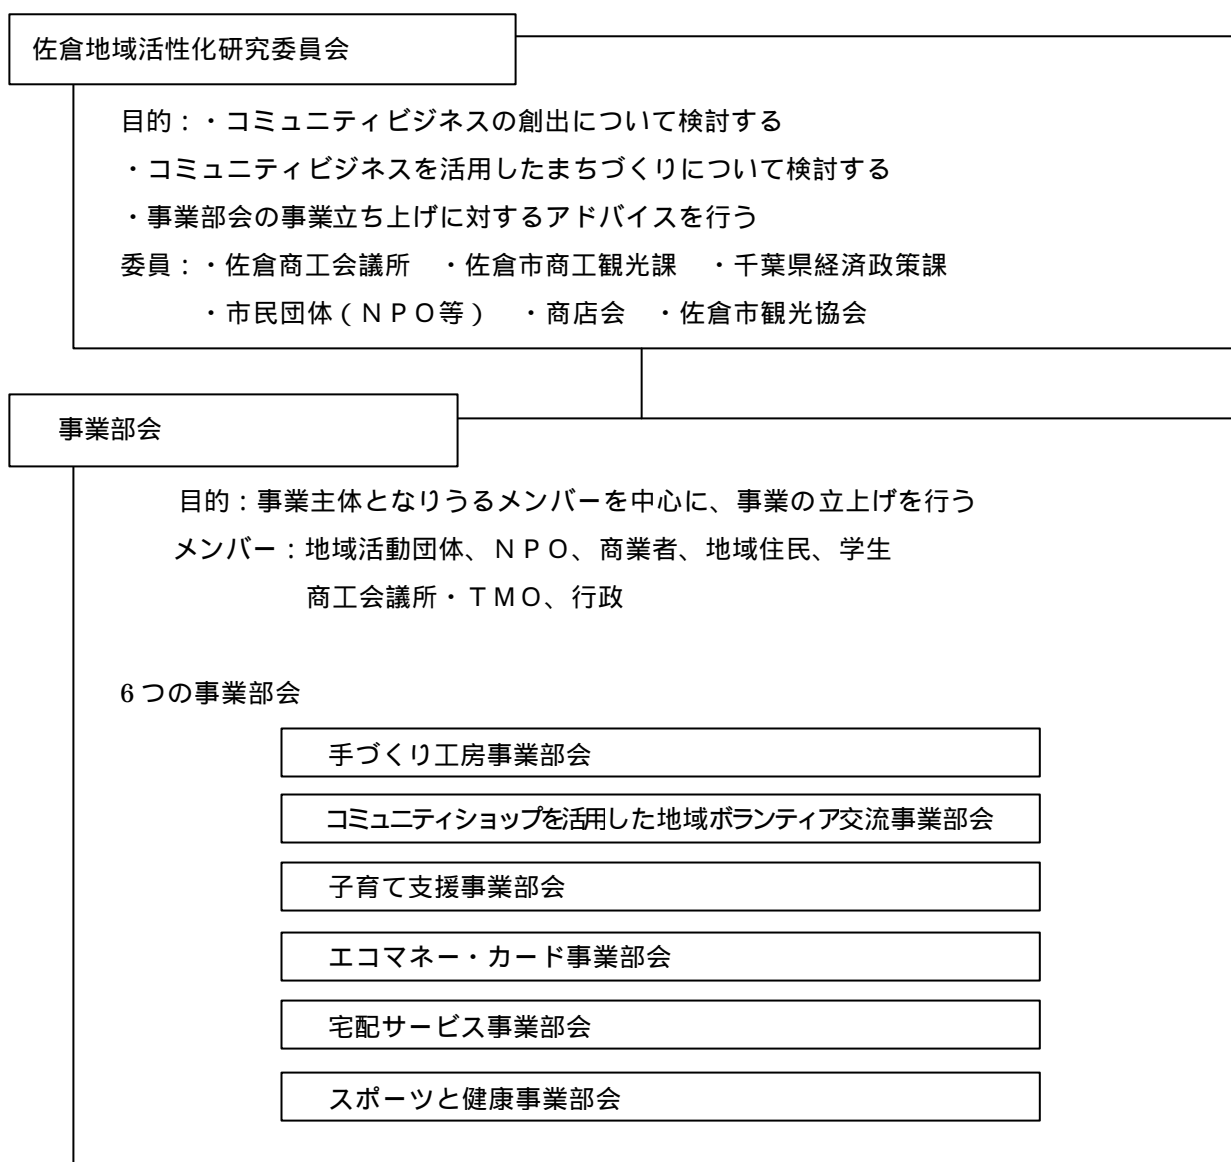 佐倉地域活性化研究委員会
目的：・コミュニティビジネスの創出について検討する
・コミュニティビジネスを活用したまちづくりについて検討する
・事業部会の事業立ち上げに対するアドバイスを行う
委員：・佐倉商工会議所　・佐倉市商工観光課　・千葉県経済政策課
・市民団体（ＮＰＯ等）　・商店会　・佐倉市観光協会
事業部会
目的：事業主体となりうるメンバーを中心に、事業の立上げを行う
メンバー：地域活動団体、ＮＰＯ、商業者、地域住民、学生
商工会議所・ＴＭＯ、行政
6つの事業部会
手づくり工房事業部会
コミュニティショップを活用した地域ボランティア交流事業部会
子育て支援事業部会
エコマネー・カード事業部会
宅配サービス事業部会
スポーツと健康事業部会